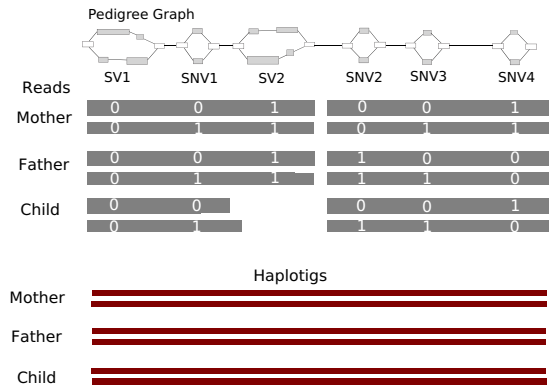 Pedigree Graph
SV1 SNV1 SV2 SNV2 SNV3 SNV4
Reads
Mother
0 0 1 0 0 1
0 1 1 0 1 1
Father
0 0 1 1 0 0
0 1 1 1 1 0
Child
0 0 0 0 1
0 1 1 1 0
Haplotigs
Mother
Father
Child